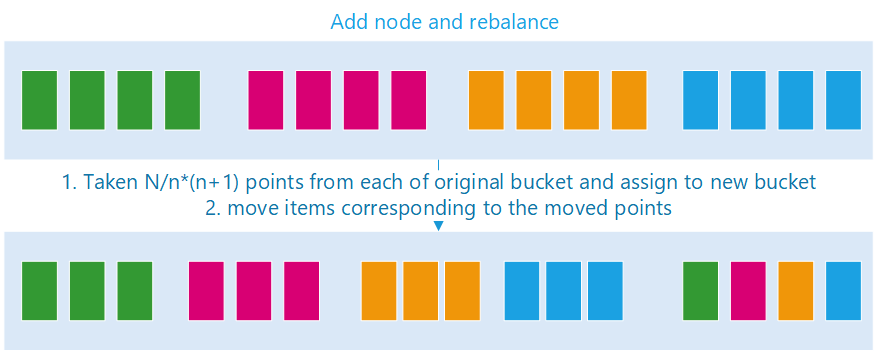 Add node and rebalance
1. Taken N/n*(n+1) points from each of original bucket and assign to new bucket
2. move items corresponding to the moved points